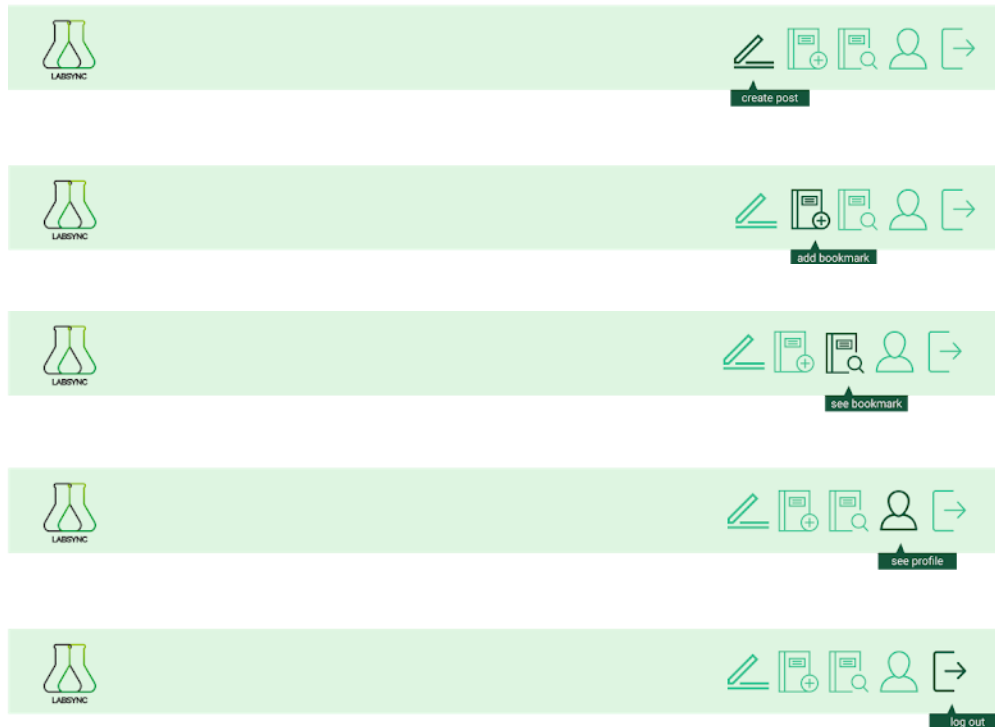 LABSYNC
create post
LABSYNC
add bookmark
LABSYNC
see bookmark
LABSYNC
see profile
LABSYNC
log out